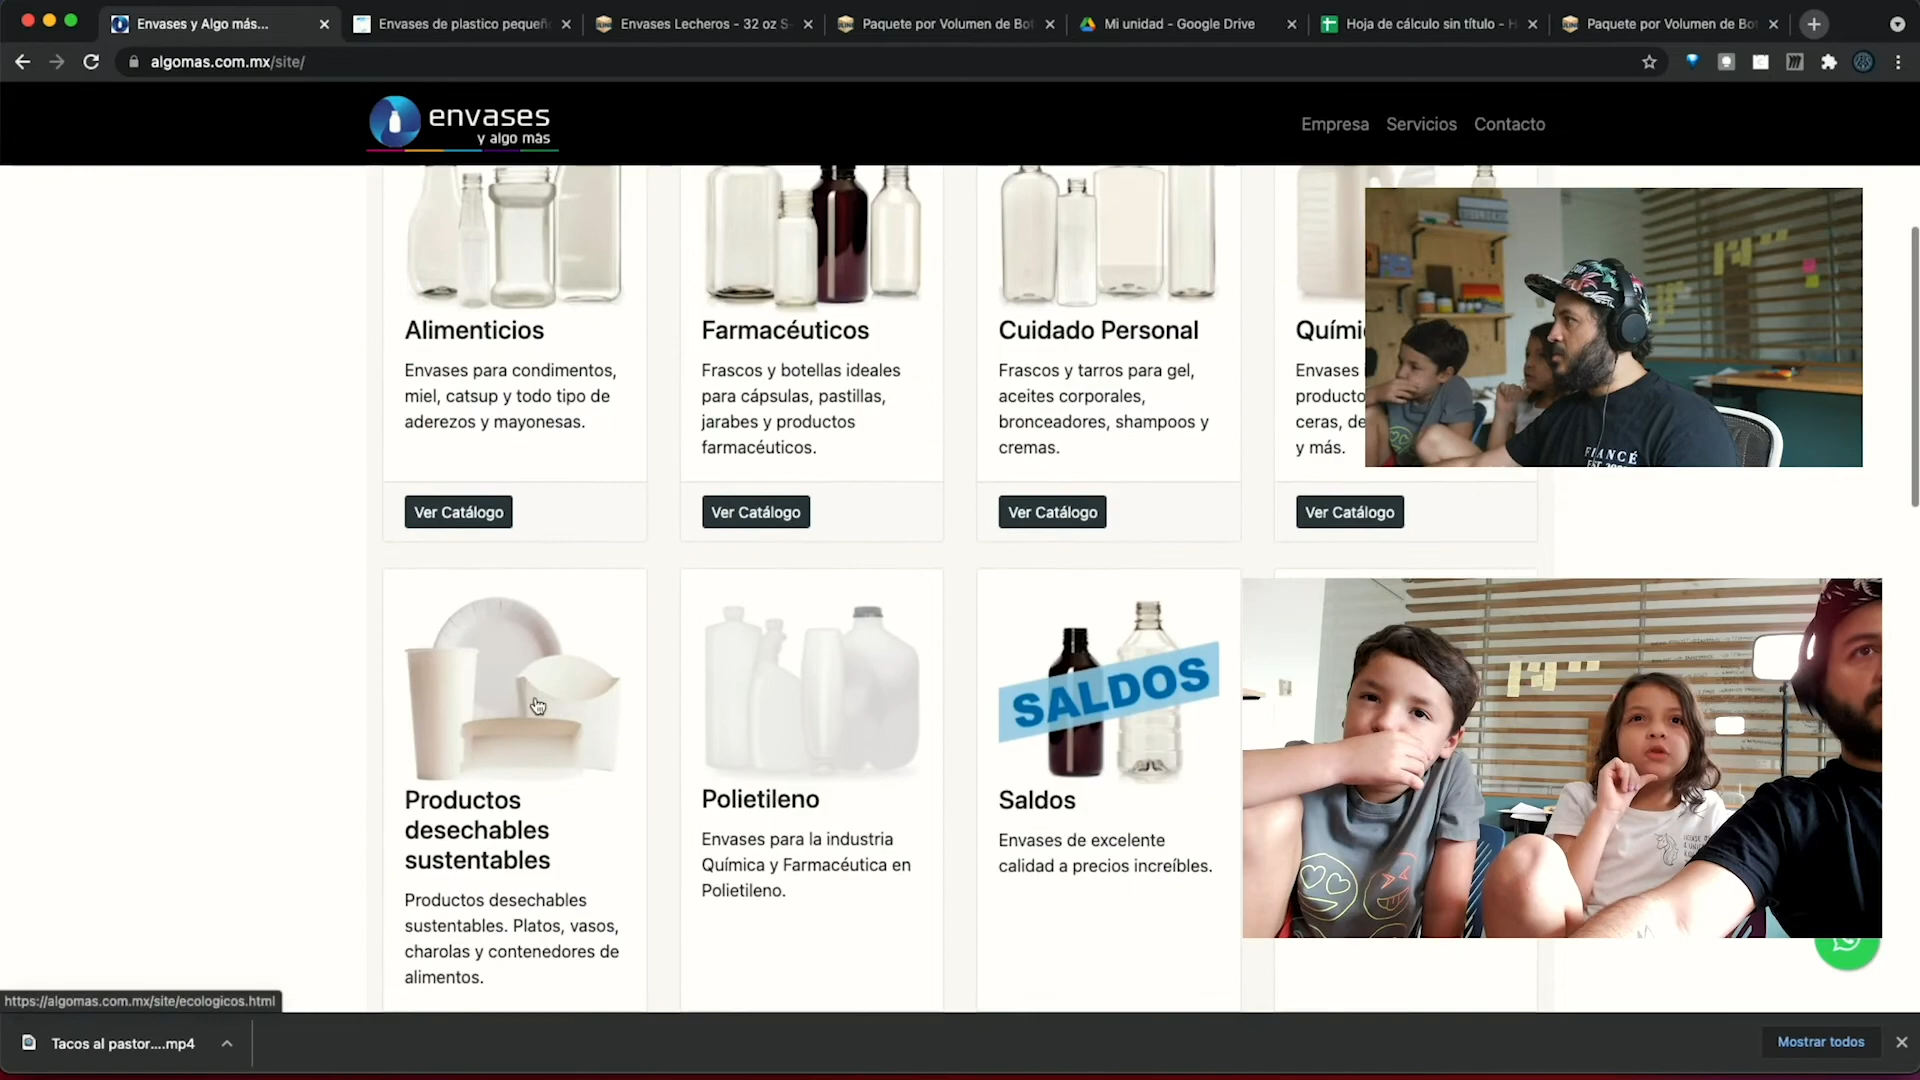 Envases y Algo más...
Envases de plastico pequeñ
Envases Lecheros - 32 oz S
Paquete por Volumen de Bo
Mi unidad - Google Drive
Hoja de cálculo sin título - H
Paquete por Volumen de Bo
algomas.com.mx/site/
envases
y algo más
Empresa Servicios Contacto
Alimenticios
Envases para condimentos,
miel, catsup y todo tipo de
aderezos y mayonesas.
Ver Catálogo
Farmacéuticos
Frascos y botellas ideales
para cápsulas, pastillas,
jarabes y productos
farmacéuticos.
Ver Catálogo
Cuidado Personal
Frascos y tarros para gel,
aceites corporales,
bronceadores, shampoos y
cremas.
Ver Catálogo
Quími
Envases
producto
ceras, de
y más.
Ver Catálogo
Productos
desechables
sustentables
Productos desechables
sustentables. Platos, vasos,
charolas y contenedores de
alimentos.
Polietileno
Envases para la industria
Química y Farmacéutica en
Polietileno.
SALDOS
Saldos
Envases de excelente
calidad a precios increíbles.
https://algomas.com.mx/site/ecologicos.html
Tacos al pastor....mp4
Mostrar todos